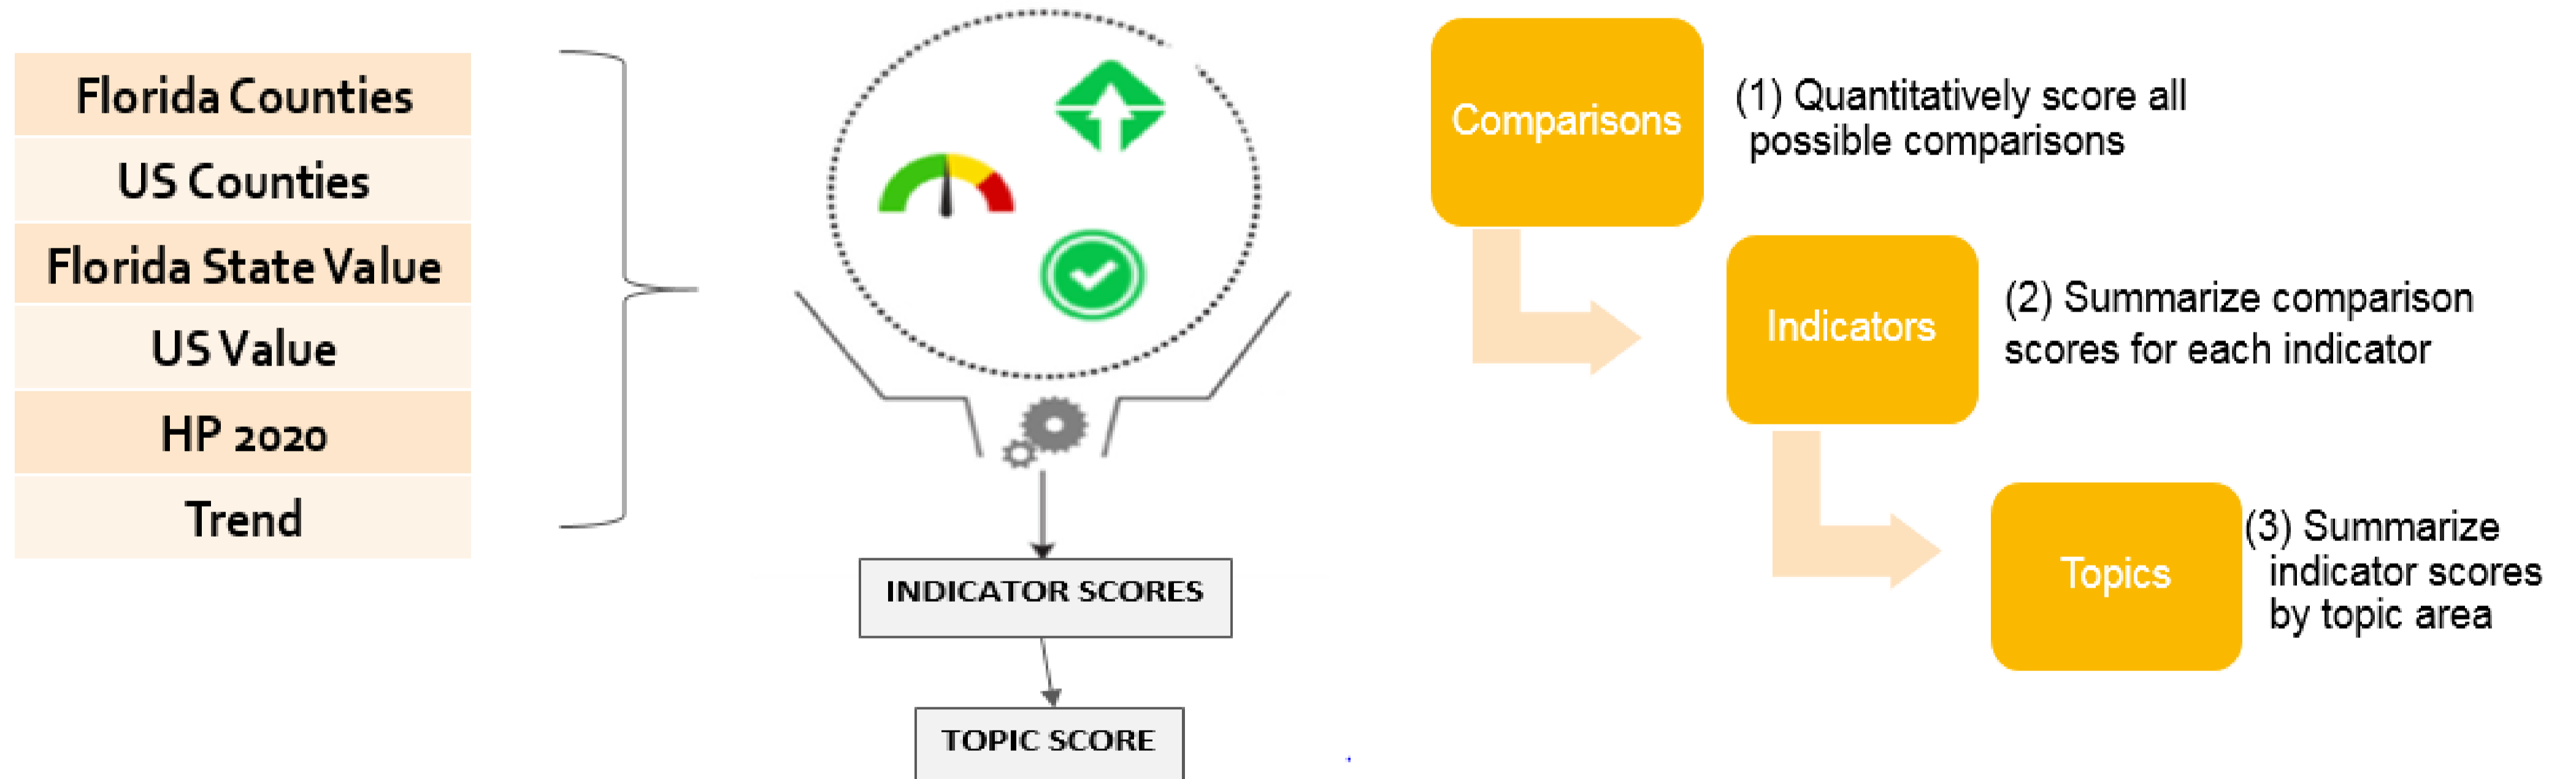 Florida Counties
US Counties
Florida State Value
US Value
HP 2020
Trend
INDICATOR SCORES
TOPIC SCORE
Comparisons
(1) Quantitatively score all
possible comparisons
Indicators
(2) Summarize comparison
scores for each indicator
Topics
(3) Summarize
indicator scores
by topic area